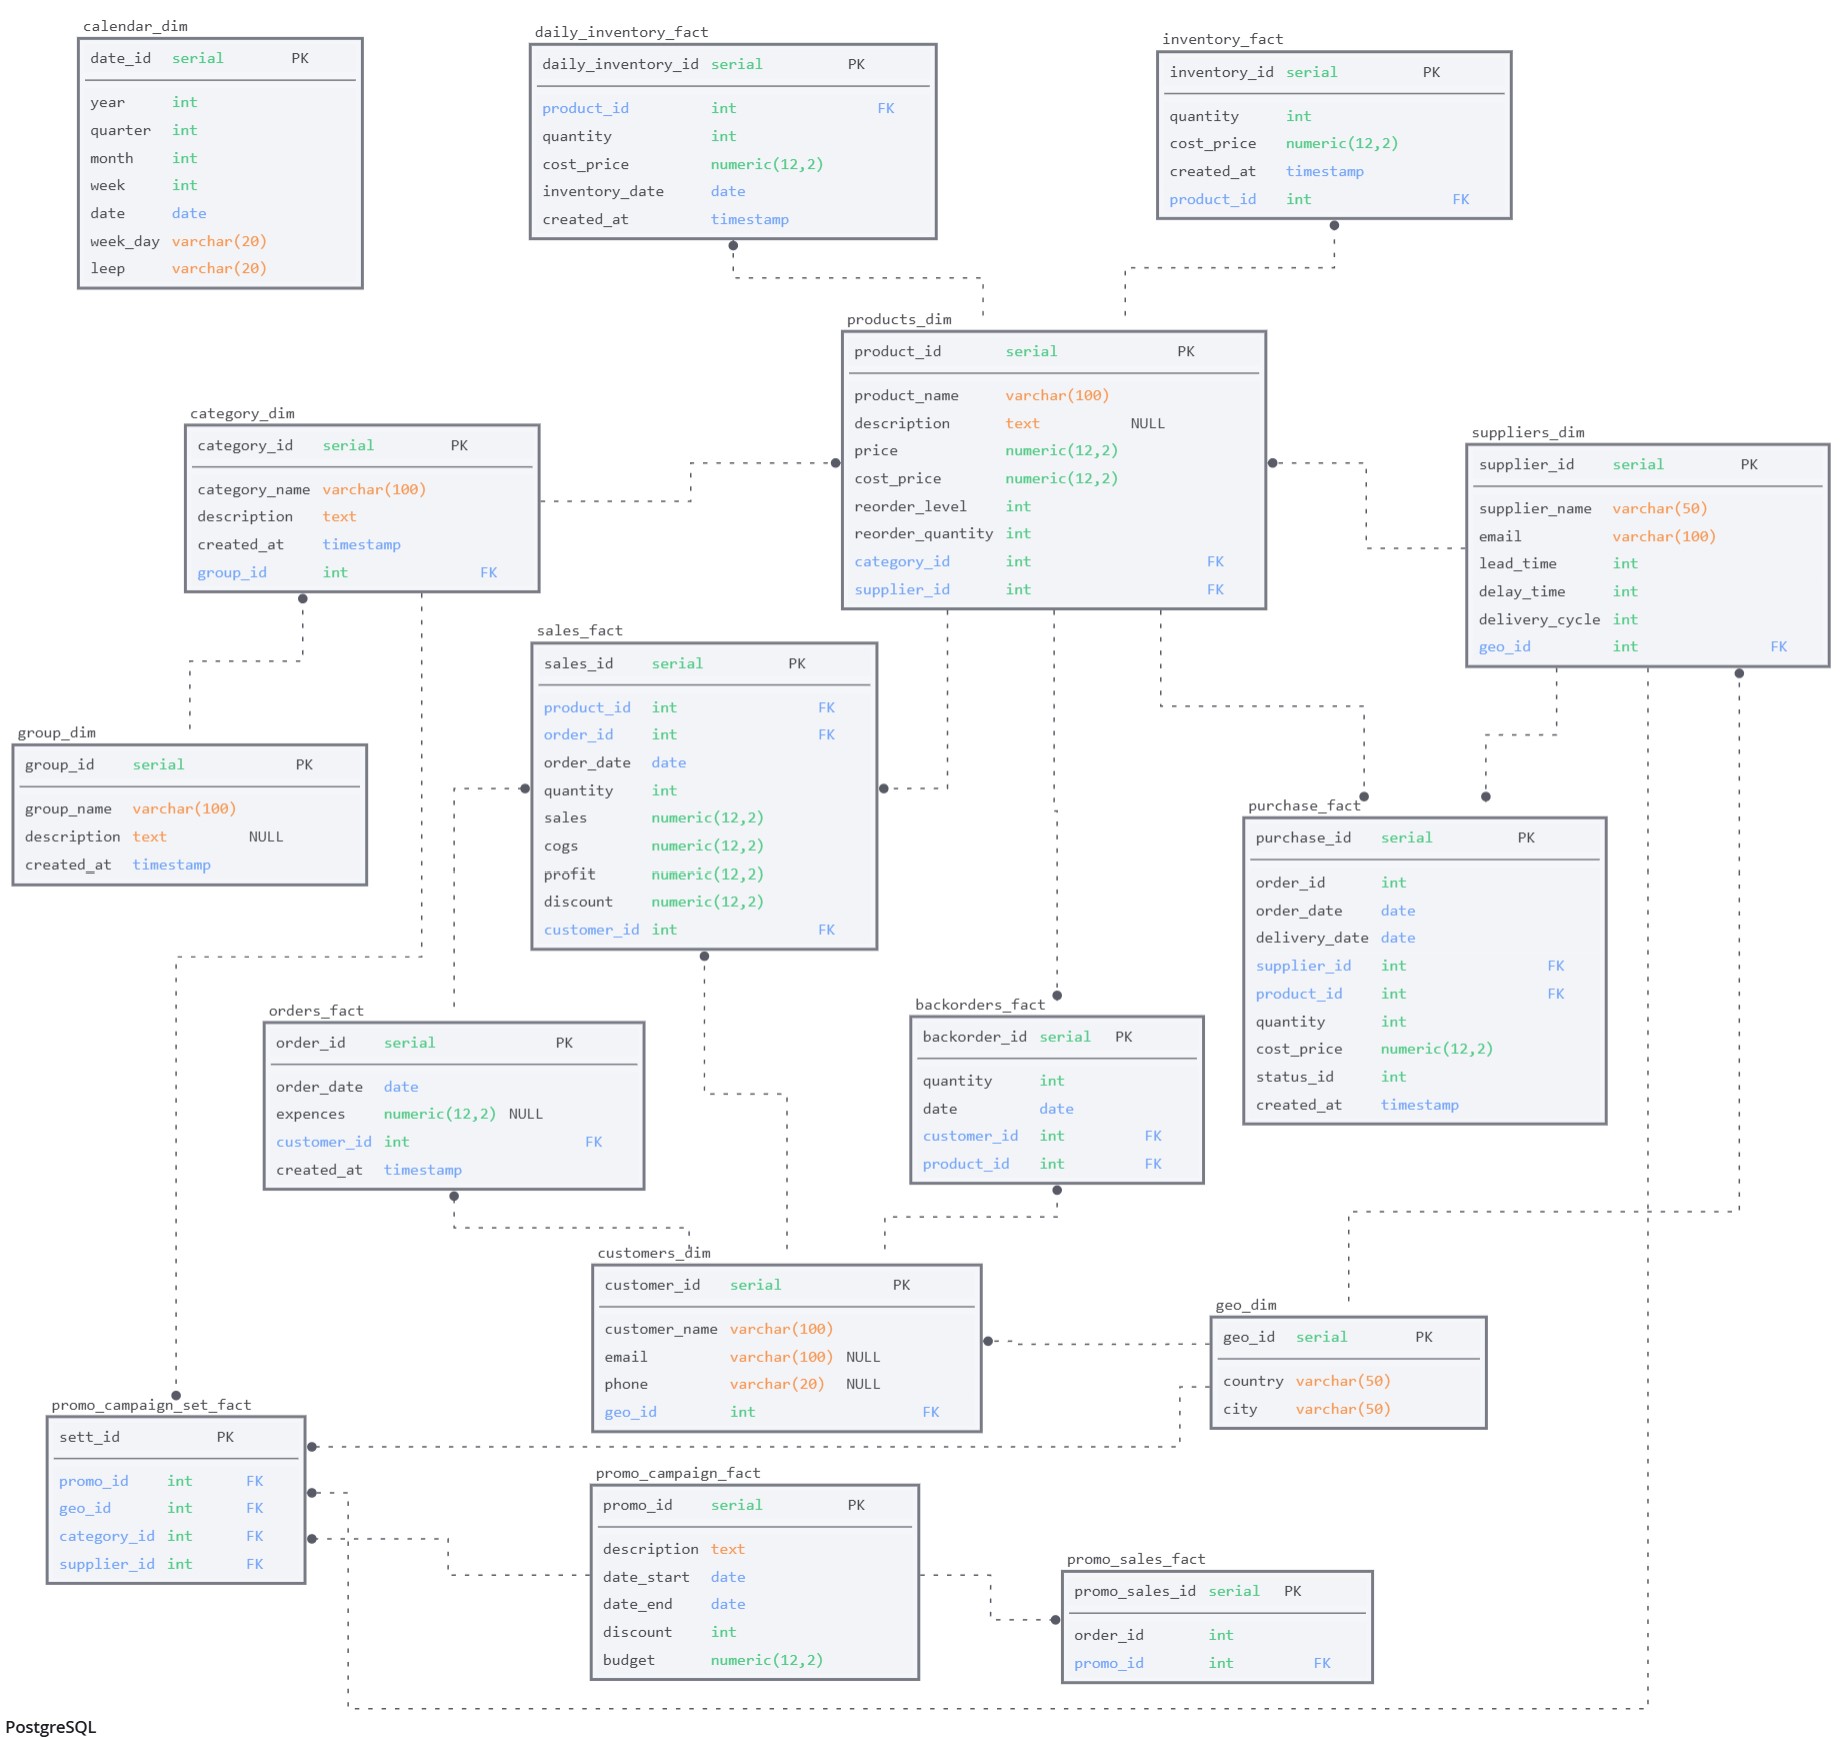 calendar_dim
date_id serial PK
year int
quarter int
month int
week int
date date
week_day varchar(20)
leep varchar(20)
daily_inventory_fact
daily_inventory_id serial PK
product_id int FK
quantity int
cost_price numeric(12,2)
inventory_date date
created_at timestamp
inventory_fact
inventory_id serial PK
quantity int
cost_price numeric(12,2)
created_at timestamp
product_id int FK
products_dim
product_id serial PK
product_name varchar(100)
description text NULL
price numeric(12,2)
cost_price numeric(12,2)
reorder_level int
reorder_quantity int
category_id int FK
supplier_id int FK
category_dim
category_id serial PK
category_name varchar(100)
description text
created_at timestamp
group_id int FK
suppliers_dim
supplier_id serial PK
supplier_name varchar(50)
email varchar(100)
lead_time int
delay_time int
delivery_cycle int
geo_id int FK
sales_fact
sales_id serial PK
product_id int FK
order_id int FK
order_date date
quantity int
sales numeric(12,2)
cogs numeric(12,2)
profit numeric(12,2)
discount numeric(12,2)
customer_id int FK
group_dim
group_id serial PK
group_name varchar(100)
description text NULL
created_at timestamp
purchase_fact
purchase_id serial PK
order_id int
order_date date
delivery_date date
supplier_id int FK
product_id int FK
quantity int
cost_price numeric(12,2)
status_id int
created_at timestamp
orders_fact
order_id serial PK
order_date date
expences numeric(12,2) NULL
customer_id int FK
created_at timestamp
backorders_fact
backorder_id serial PK
quantity int
date date
customer_id int FK
product_id int FK
customers_dim
customer_id serial PK
customer_name varchar(100)
email varchar(100) NULL
phone varchar(20) NULL
geo_id int FK
geo_dim
geo_id serial PK
country varchar(50)
city varchar(50)
promo_campaign_set_fact
sett_id PK
promo_id int FK
geo_id int FK
category_id int FK
supplier_id int FK
promo_campaign_fact
promo_id serial PK
description text
date_start date
date_end date
discount int
budget numeric(12,2)
promo_sales_fact
promo_sales_id serial PK
order_id int
promo_id int FK
PostgreSQL